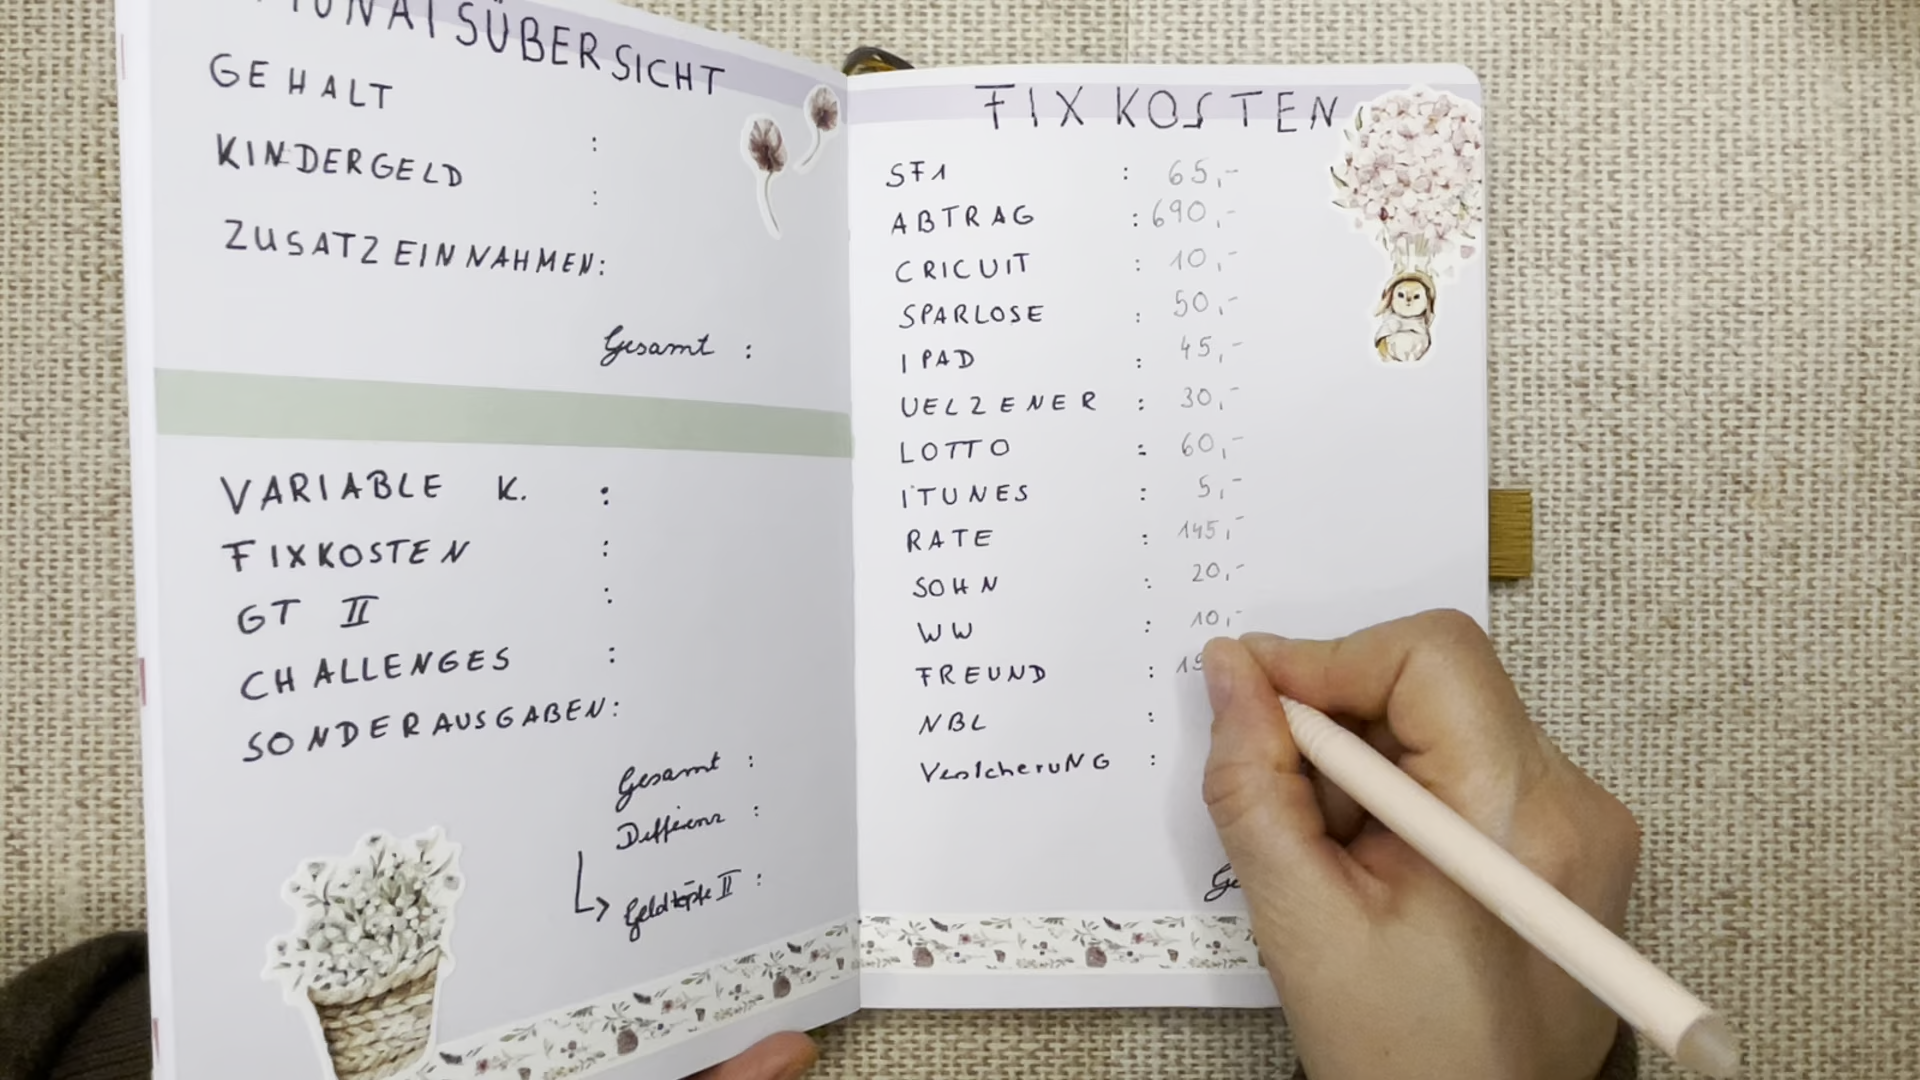 MONATSÜBERSICHT
GEHALT :
KINDERGELD :
ZUSATZEINNAHMEN:
Gesamt :
VARIABLE K. :
FIXKOSTEN :
GT II :
CHALLENGES :
SONDERAUSGABEN:
Gesamt :
Differenz :
Geldtöpfe II :
FIXKOSTEN
SF1 : 65,-
ABTRAG : 690,-
CRICUIT : 10,-
SPARLOSE : 50,-
IPAD : 45,-
UELZENER : 30,-
LOTTO : 60,-
ITUNES : 5,-
RATE : 145,-
SOHN : 20,-
WW : 10,-
FREUND :
NBL :
VersIcheruNG :